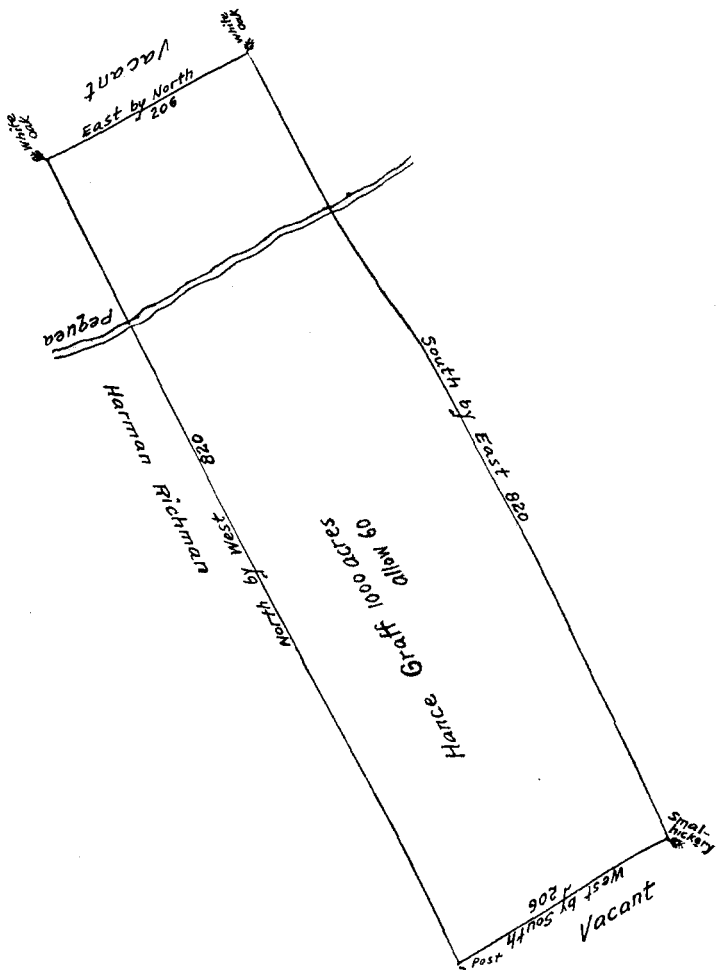 White
oak
Vacant
East by North
206
White
oak
Pequea
South by
East 820
Harman Richman
North by West
820
Hance Graff 1000 acres
allow 60
Smal-
hickory
West by South
206
Vacant
Post